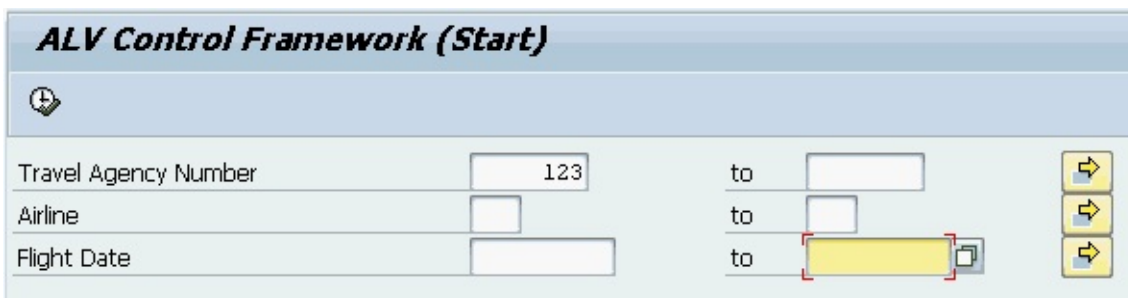 ALV Control Framework (Start)
Travel Agency Number 123 to
Airline to
Flight Date to